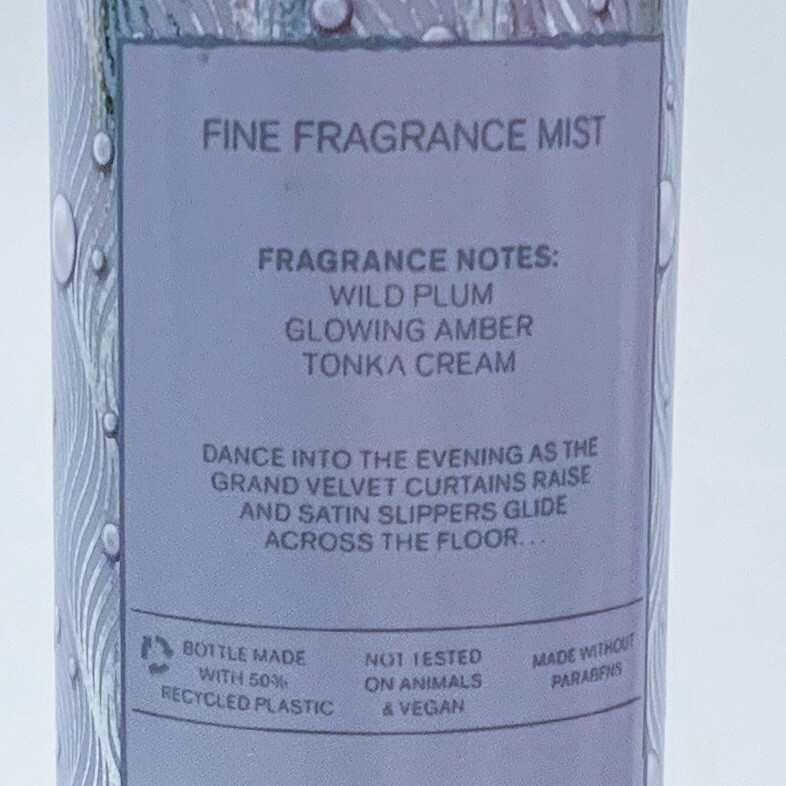 FINE FRAGRANCE MIST
FRAGRANCE NOTES:
WILD PLUM
GLOWING AMBER
TONKA CREAM
DANCE INTO THE EVENING AS THE
GRAND VELVET CURTAINS RAISE
AND SATIN SLIPPERS GLIDE
ACROSS THE FLOOR...
BOTTLE MADE
WITH 50%
RECYCLED PLASTIC
NOT TESTED
ON ANIMALS
& VEGAN
MADE WITHOUT
PARABENS